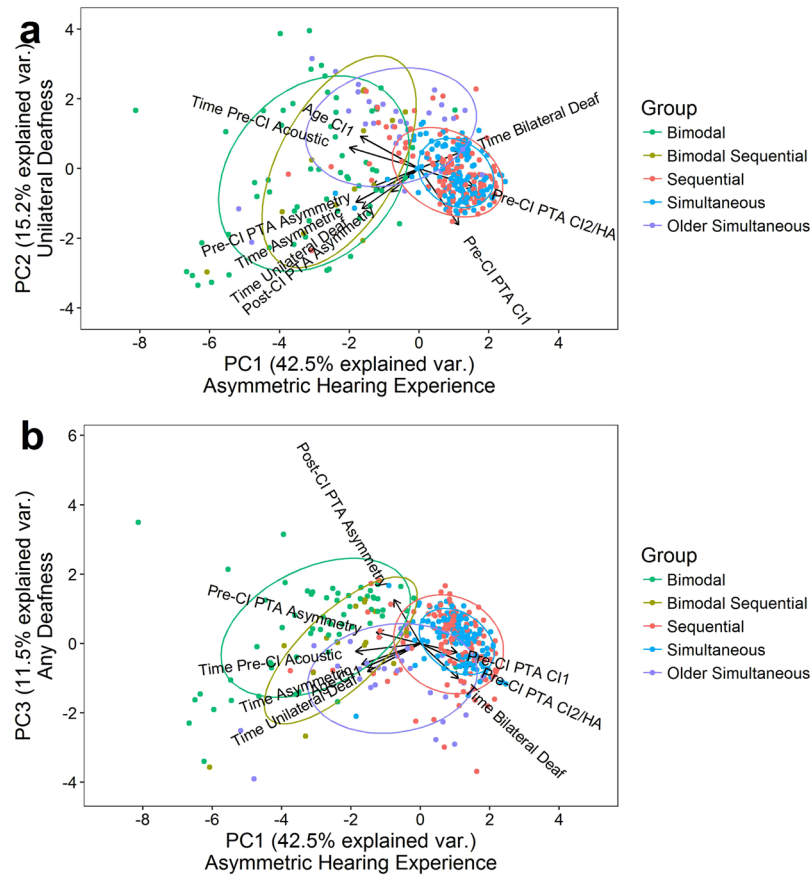 a
PC2 (15.2% explained var.)
Unilateral Deafness
4
2
0
-2
-4
Time Pre-CI Acoustic
Age CI1
Time Bilateral Deaf
Pre-CI PTA Asymmetry
Time Asymmetric
Time Unilateral Deaf
Post-CI PTA Asymmetry
Pre-CI PTA CI2/HA
Pre-CI PTA CI1
-8
-6
-4
-2
0
2
4
PC1 (42.5% explained var.)
Asymmetric Hearing Experience
Group
Bimodal
Bimodal Sequential
Sequential
Simultaneous
Older Simultaneous
b
PC3 (11.5% explained var.)
Any Deafness
6
4
2
0
-2
-4
Post-CI PTA Asymmetry
Pre-CI PTA Asymmetry
Time Pre-CI Acoustic
Time Asymmetric
Age CI1
Time Unilateral Deaf
Pre-CI PTA CI1
Pre-CI PTA CI2/HA
Time Bilateral Deaf
-8
-6
-4
-2
0
2
4
PC1 (42.5% explained var.)
Asymmetric Hearing Experience
Group
Bimodal
Bimodal Sequential
Sequential
Simultaneous
Older Simultaneous